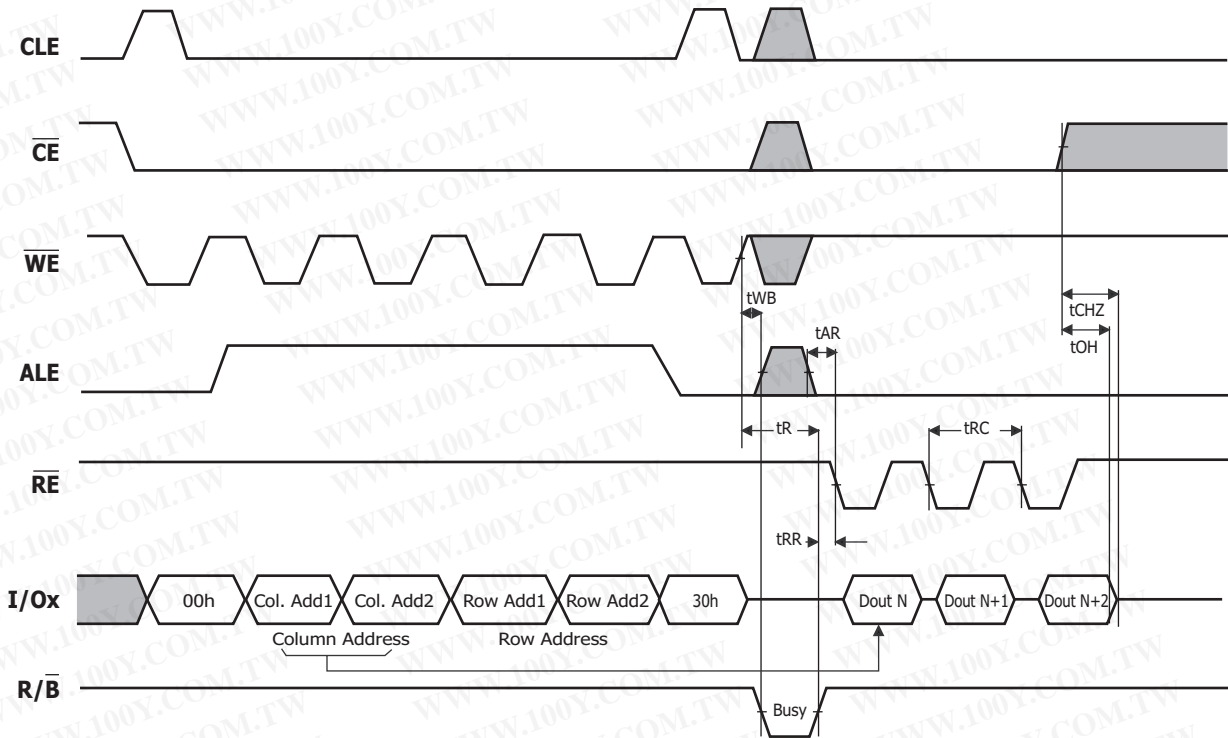 CLE
CE
WE
tWB
tCHZ
tAR
tOH
ALE
tR
tRC
RE
tRR
I/Ox
00h
Col. Add1
Col. Add2
Row Add1
Row Add2
30h
Dout N
Dout N+1
Dout N+2
Column Address
Row Address
R/B
Busy
WWW.100Y.COM.TW